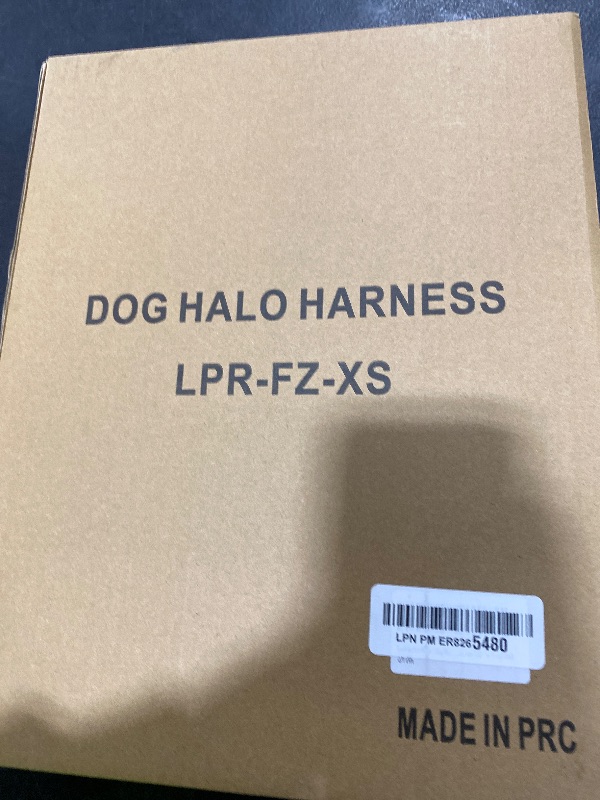 DOG HALO HARNESS
LPR-FZ-XS
LPN PM ER8265480
MADE IN PRC